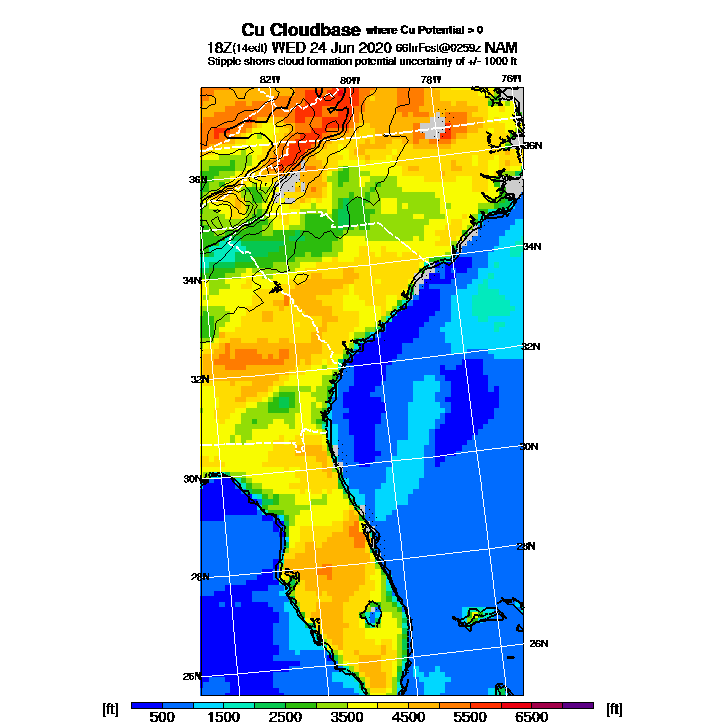 Cu Cloudbase where Cu Potential > 0
18Z(14edt) WED 24 Jun 2020 66hrFcst@0259z NAM
Stipple shows cloud formation potential uncertainty of +/- 1000 ft
82W 80W 78W 76W
36N
36N
34N
34N
32N
32N
30N
30N
28N
28N
26N
26N
[ft] 500 1500 2500 3500 4500 5500 6500 [ft]